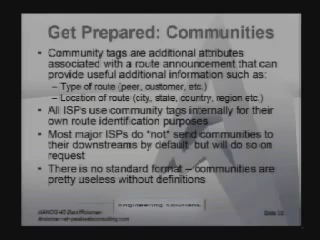 Get Prepared: Communities
• Community tags are additional attributes
associated with a route announcement that can
provide useful additional information such as:
– Type of route (peer, customer, etc.)
– Location of route (city, state, country, region etc.)
• All ISPs use community tags internally for their
own route identification purposes
• Most major ISPs do *not* send communities to
their downstreams by default, but will do so on
request
• There is no standard format – communities are
pretty useless without definitions
Engineering Solutions
NANOG 40
Slide